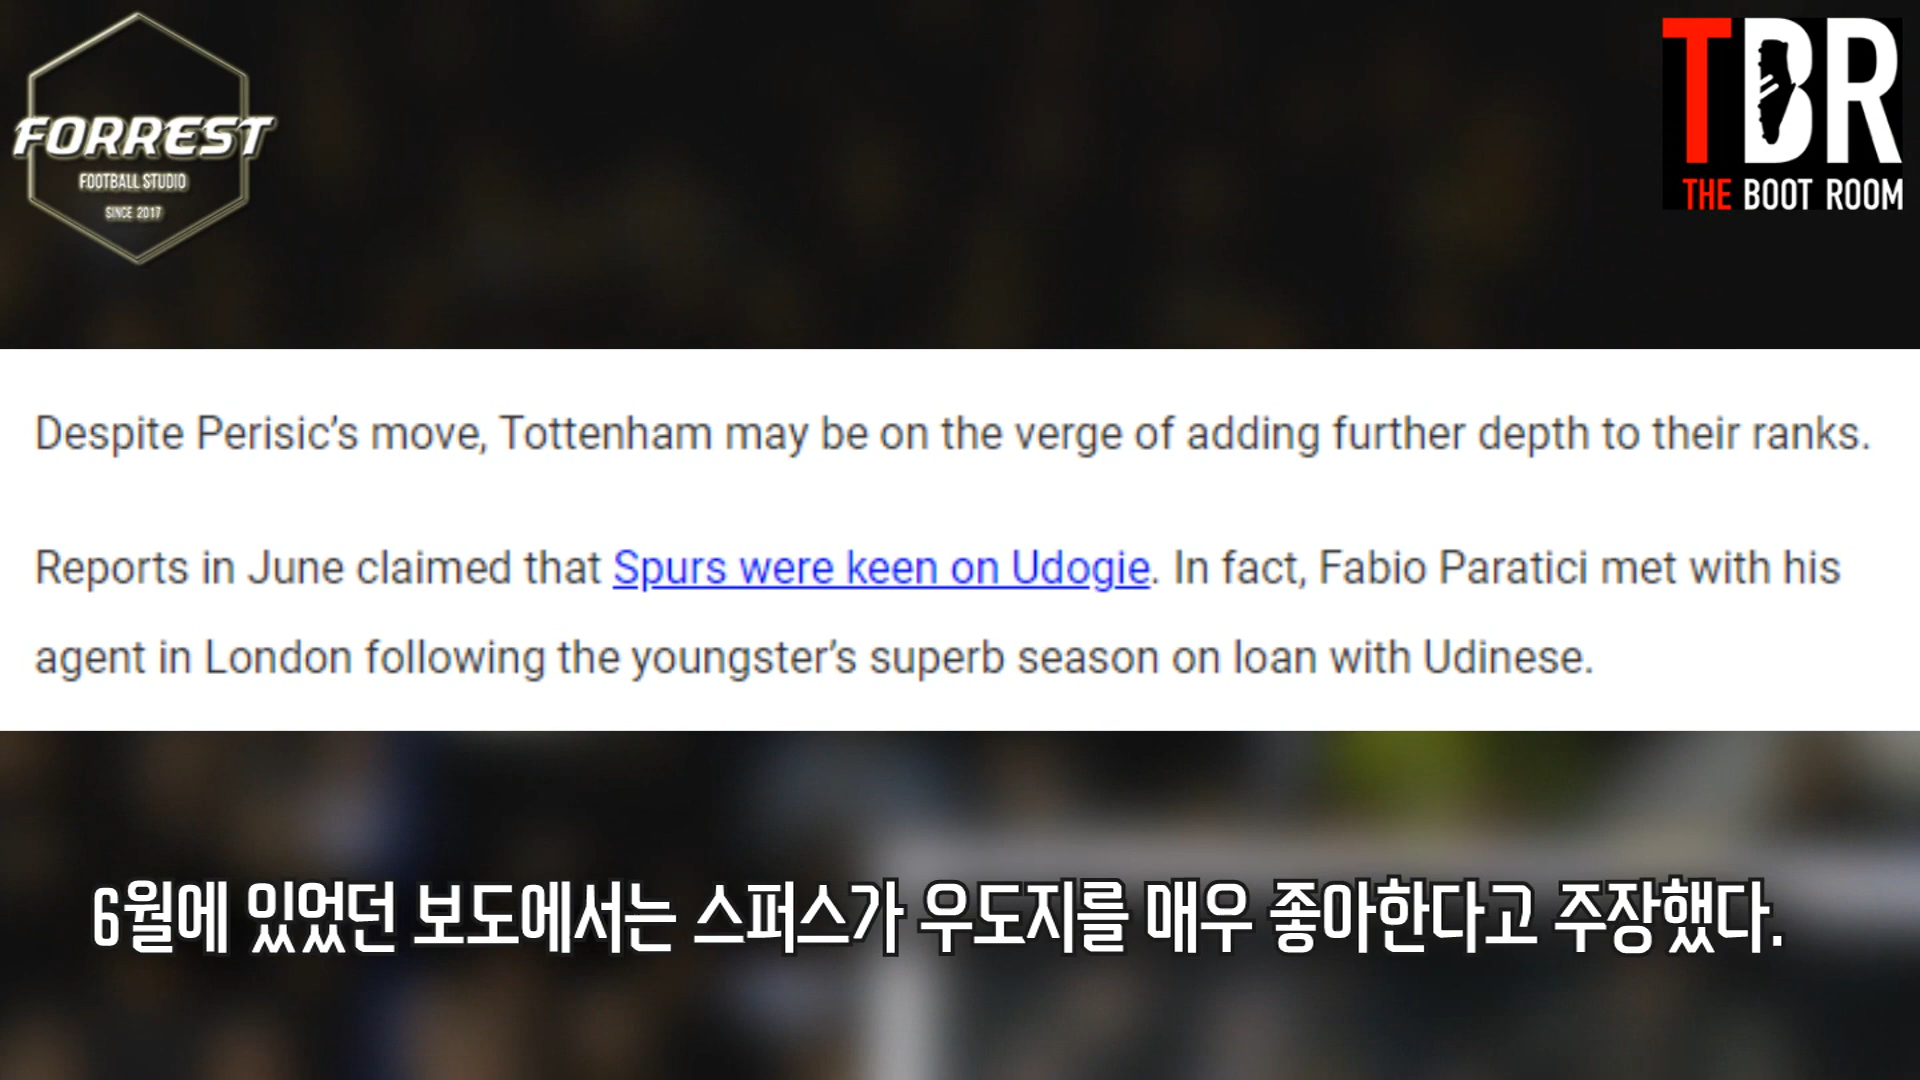 FORREST
FOOTBALL STUDIO
SINCE 2017
TBR
THE BOOT ROOM
Despite Perisic’s move, Tottenham may be on the verge of adding further depth to their ranks.
Reports in June claimed that Spurs were keen on Udogie. In fact, Fabio Paratici met with his
agent in London following the youngster’s superb season on loan with Udinese.
6월에 있었던 보도에서는 스퍼스가 우도지를 매우 좋아한다고 주장했다.